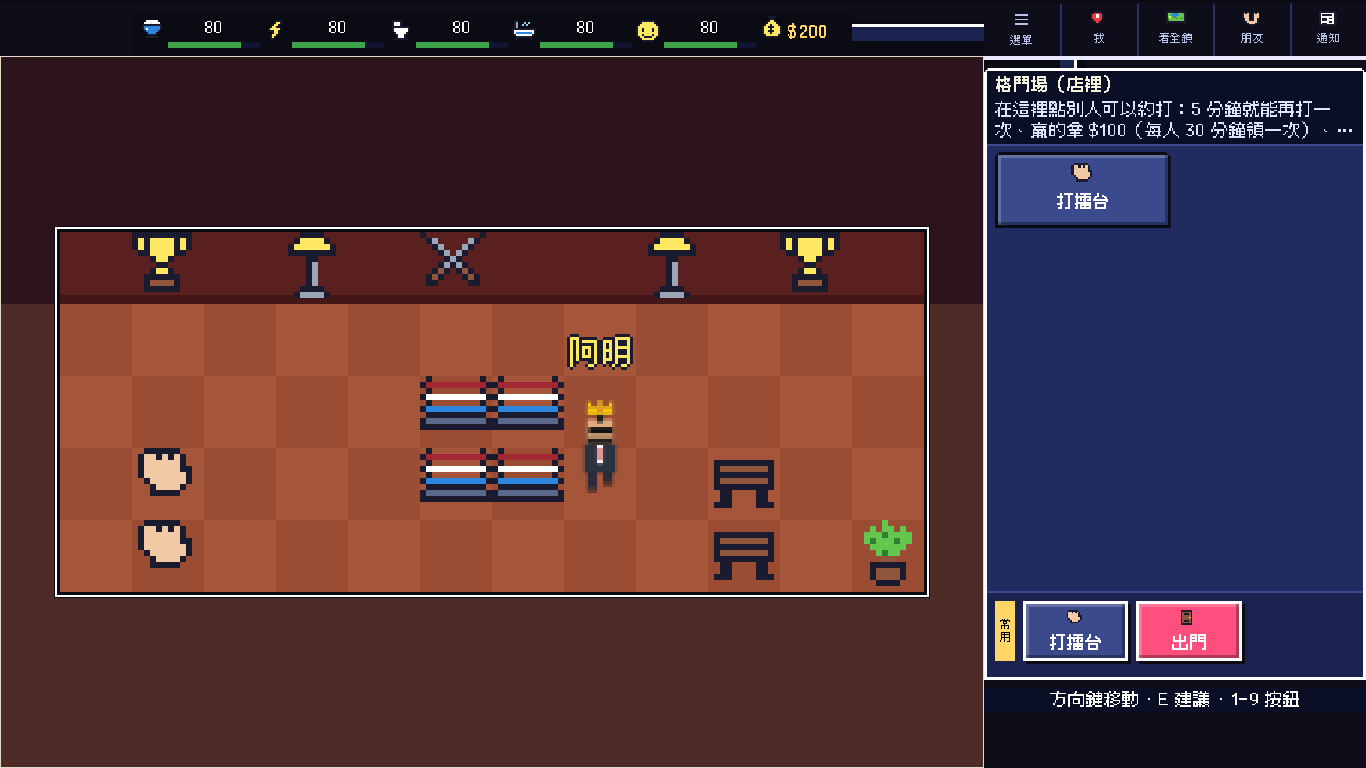 80 80 80 80 80 $200
選單 我 看全鎮 朋友 通知
格鬥場（店裡）
在這裡點別人可以約打：5 分鐘就能再打一
次、贏的拿 $100（每人 30 分鐘領一次）、…
打擂台
阿明
常用
打擂台
出門
方向鍵移動・E 建議・1-9 按鈕